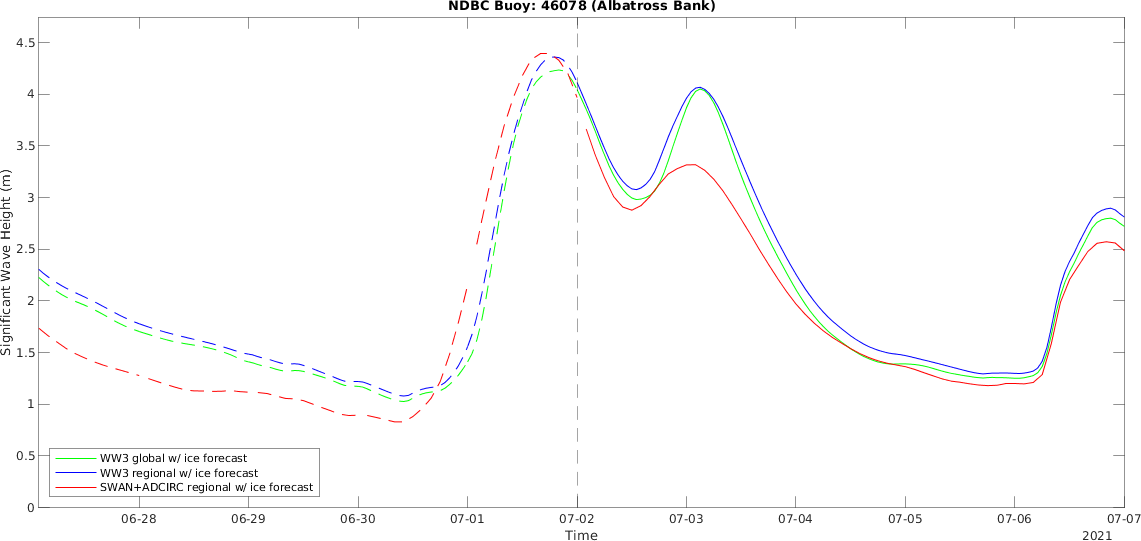 NDBC Buoy: 46078 (Albatross Bank)
4.5
4
3.5
3
2.5
2
1.5
1
0.5
0
Significant Wave Height (m)
WW3 global w/ ice forecast
WW3 regional w/ ice forecast
SWAN+ADCIRC regional w/ ice forecast
06-28 06-29 06-30 07-01 07-02 07-03 07-04 07-05 07-06 07-07
Time
2021